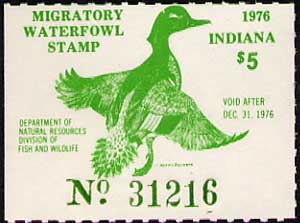 MIGRATORY
WATERFOWL
STAMP
1976
INDIANA
$5
VOID AFTER
DEC. 31, 1976
DEPARTMENT OF
NATURAL RESOURCES
DIVISION OF
FISH AND WILDLIFE
No. 31216